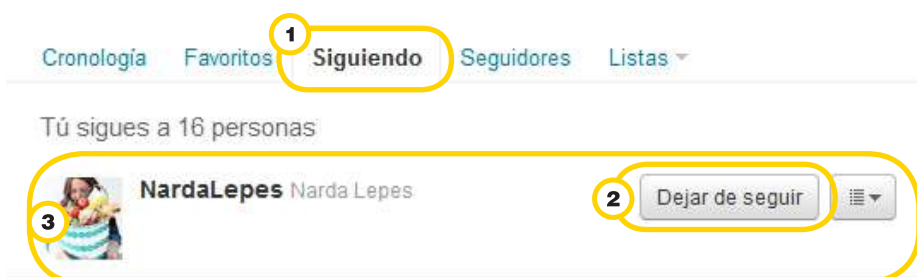 1
Cronología Favoritos Siguiendo Seguidores Listas
Tú sigues a 16 personas
NardaLepes Narda Lepes
2
Dejar de seguir
3